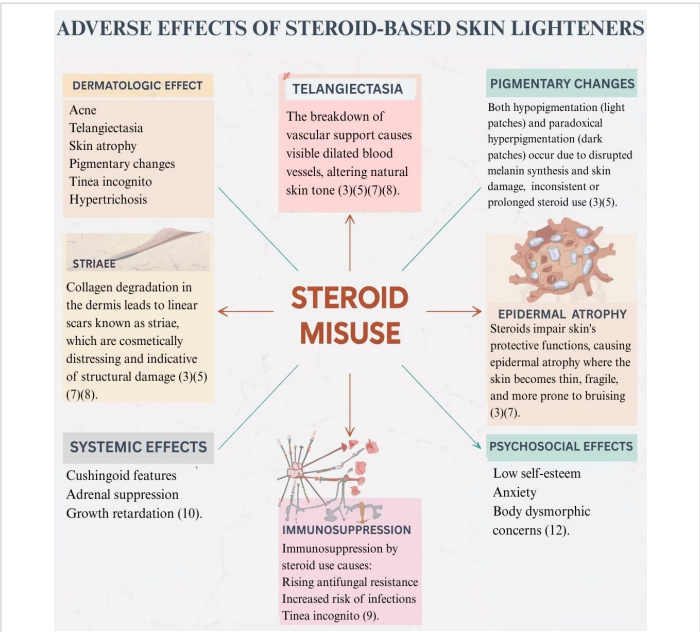 ADVERSE EFFECTS OF STEROID-BASED SKIN LIGHTENERS
DERMATOLOGIC EFFECT
Acne
Telangiectasia
Skin atrophy
Pigmentary changes
Tinea incognito
Hypertrichosis
TELANGIECTASIA
The breakdown of
vascular support causes
visible dilated blood
vessels, altering natural
skin tone (3)(5)(7)(8).
PIGMENTARY CHANGES
Both hypopigmentation (light
patches) and paradoxical
hyperpigmentation (dark
patches) occur due to disrupted
melanin synthesis and skin
damage, inconsistent or
prolonged steroid use (3)(5).
STRIAEE
Collagen degradation in
the dermis leads to linear
scars known as striae,
which are cosmetically
distressing and indicative
of structural damage (3)(5)
(7)(8).
STEROID
MISUSE
EPIDERMAL ATROPHY
Steroids impair skin's
protective functions, causing
epidermal atrophy where the
skin becomes thin, fragile,
and more prone to bruising
(3)(7).
SYSTEMIC EFFECTS
Cushingoid features
Adrenal suppression
Growth retardation (10).
IMMUNOSUPPRESSION
Immunosuppression by
steroid use causes:
Rising antifungal resistance
Increased risk of infections
Tinea incognito (9).
PSYCHOSOCIAL EFFECTS
Low self-esteem
Anxiety
Body dysmorphic
concerns (12).